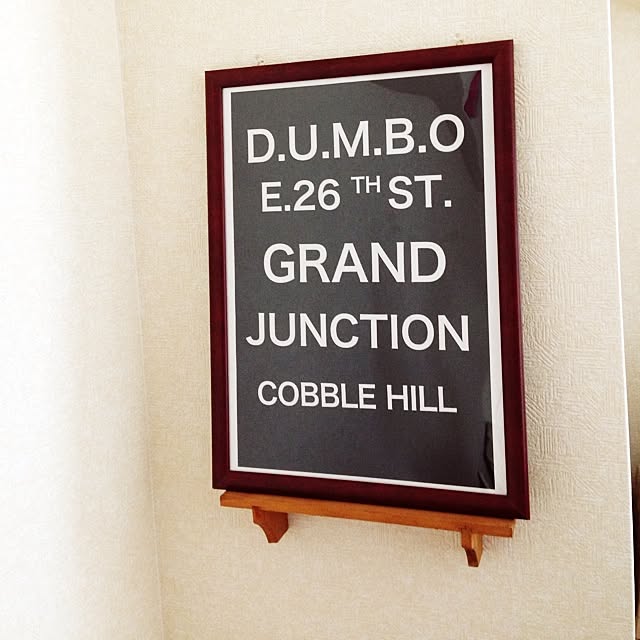 D.U.M.B.O
E.26 TH ST.
GRAND
JUNCTION
COBBLE HILL